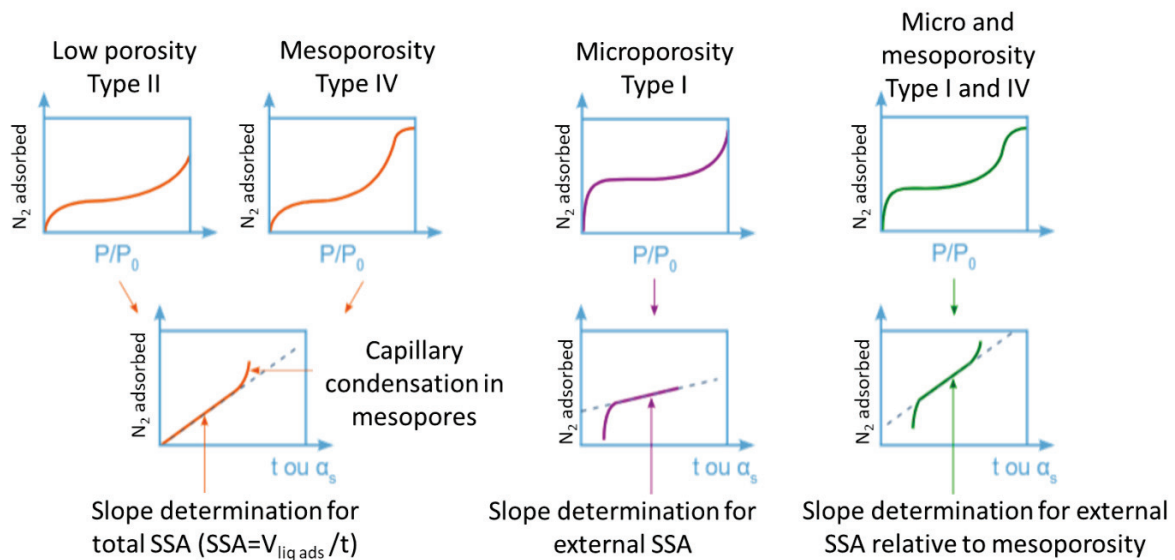 Low porosity
Type II
Mesoporosity
Type IV
Microporosity
Type I
Micro and
mesoporosity
Type I and IV
N₂ adsorbed
P/P₀
N₂ adsorbed
P/P₀
N₂ adsorbed
P/P₀
N₂ adsorbed
P/P₀
N₂ adsorbed
t ou αₛ
Capillary
condensation in
mesopores
N₂ adsorbed
t ou αₛ
N₂ adsorbed
t ou αₛ
Slope determination for
total SSA (SSA=V_liq ads /t)
Slope determination for
external SSA
Slope determination for external
SSA relative to mesoporosity